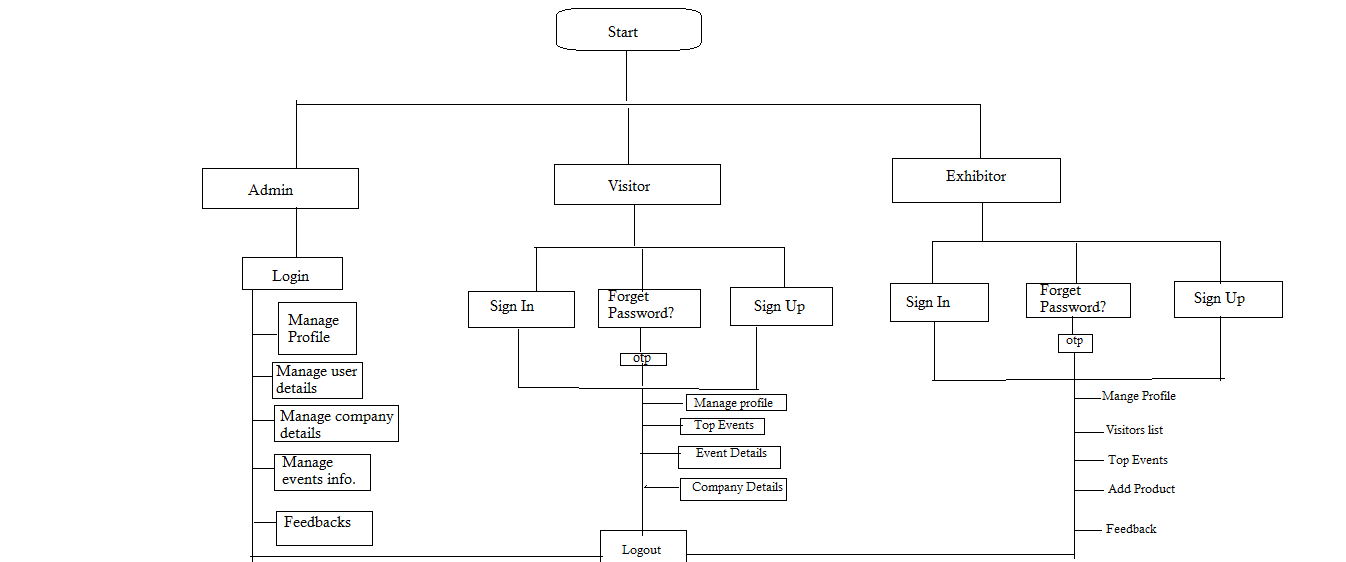 Start
Admin
Visitor
Exhibitor
Login
Manage
Profile
Manage user
details
Manage company
details
Manage
events info.
Feedbacks
Sign In
Forget
Password?
Sign Up
otp
Manage profile
Top Events
Event Details
Company Details
Sign In
Forget
Password?
Sign Up
otp
Mange Profile
Visitors list
Top Events
Add Product
Feedback
Logout